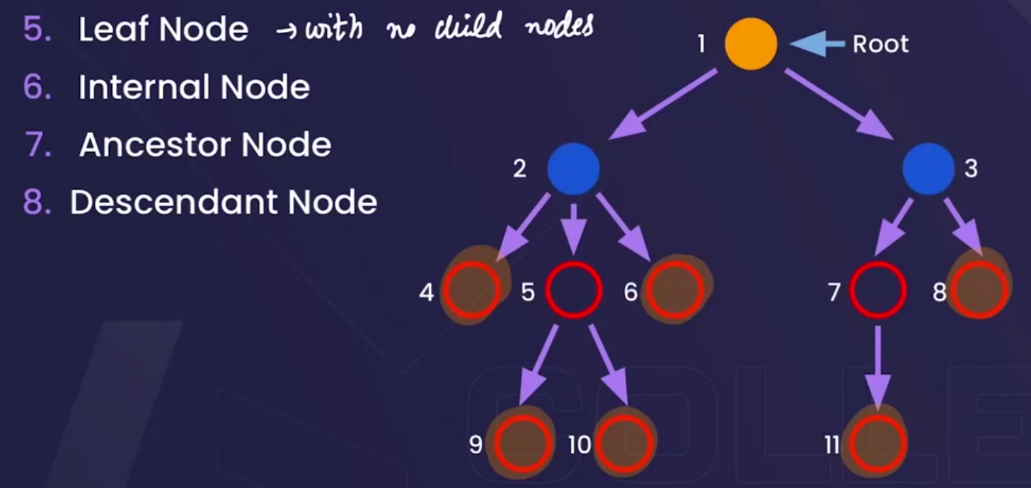 5. Leaf Node → with no child nodes
6. Internal Node
7. Ancestor Node
8. Descendant Node
1 Root
2 3
4 5 6 7 8
9 10 11
COLLE